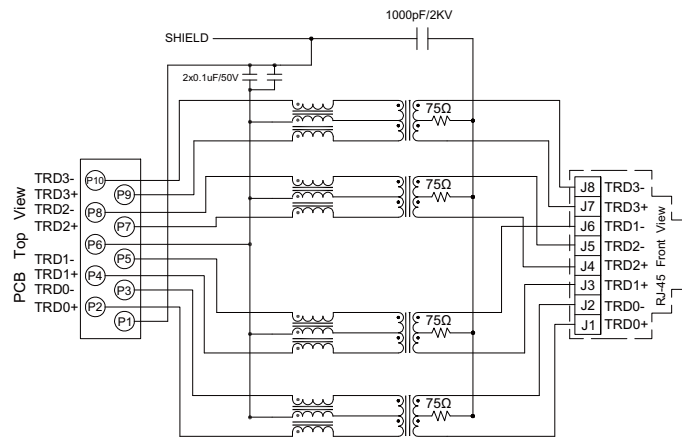 1000pF/2KV
SHIELD
2x0.1uF/50V
75Ω
75Ω
75Ω
75Ω
PCB Top View
TRD3-
TRD3+
TRD2-
TRD2+
TRD1-
TRD1+
TRD0-
TRD0+
P10
P9
P8
P7
P6
P5
P4
P3
P2
P1
J8 TRD3-
J7 TRD3+
J6 TRD1-
J5 TRD2-
J4 TRD2+
J3 TRD1+
J2 TRD0-
J1 TRD0+
RJ-45 Front View